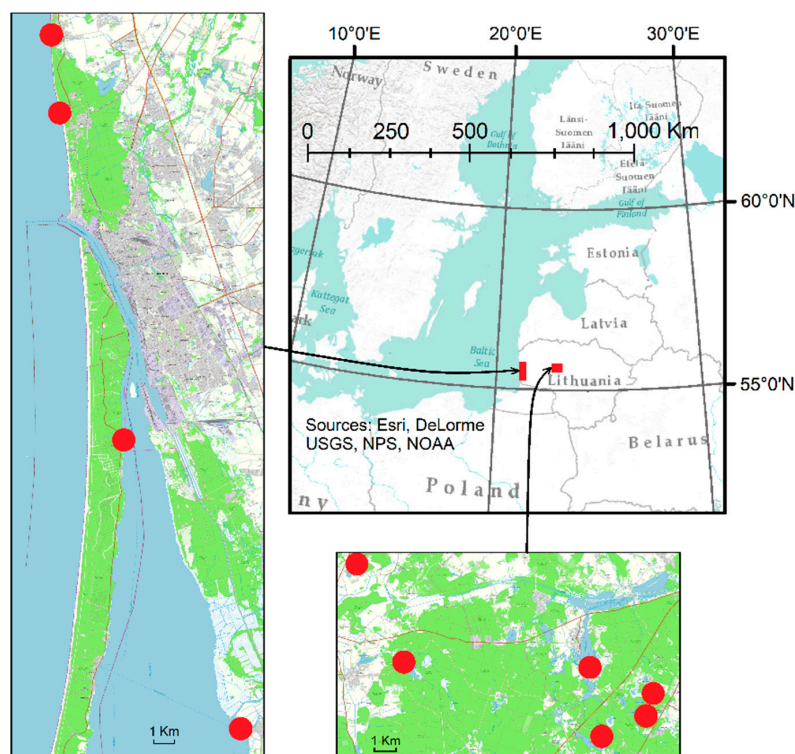 10°0'E 20°0'E 30°0'E
Norway
Sweden
0 250 500 1,000 Km
Länsi-
Suomen
lääni
Itä-Suomen
lääni
Gulf of
Bothnia
Etelä-
Suomen
lääni
Gulf of
Finland
60°0'N
Estonia
Kattegat
Sea
ark
Latvia
Baltic
Sea
Lithuania
55°0'N
Sources: Esri, DeLorme
USGS, NPS, NOAA
Belarus
Poland
ny
1 Km
1 Km